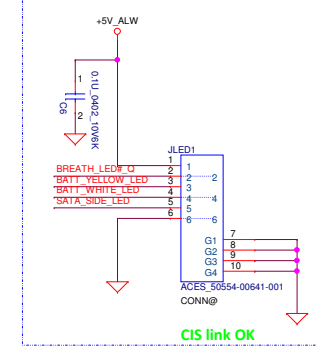 +5V_ALW
1
0.1U_0402_10V6K
C6
2
JLED1
1
1
BREATH_LED#_Q
2
2
2
BATT_YELLOW_LED
3
3
BATT_WHITE_LED
4
4
4
SATA_SIDE_LED
5
5
6
6
6
7
G1
8
G2
9
G3
10
G4
ACES_50554-00641-001
CONN@
CIS link OK